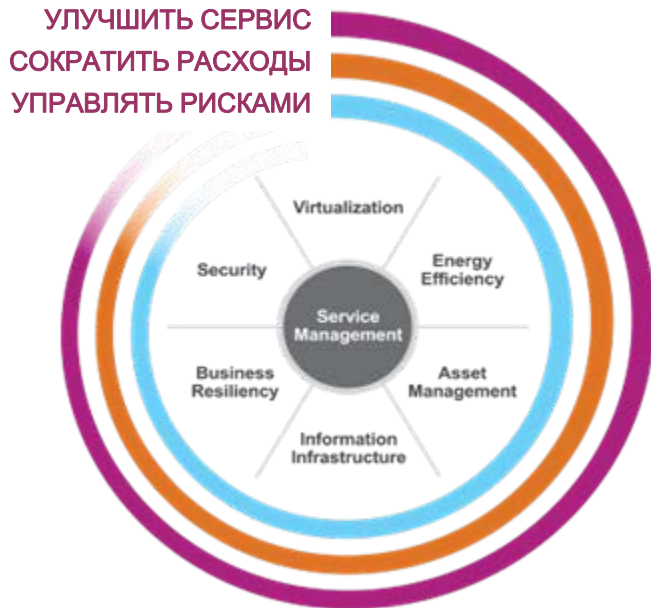 УЛУЧШИТЬ СЕРВИС
СОКРАТИТЬ РАСХОДЫ
УПРАВЛЯТЬ РИСКАМИ
Virtualization
Security
Energy
Efficiency
Service
Management
Business
Resiliency
Asset
Management
Information
Infrastructure